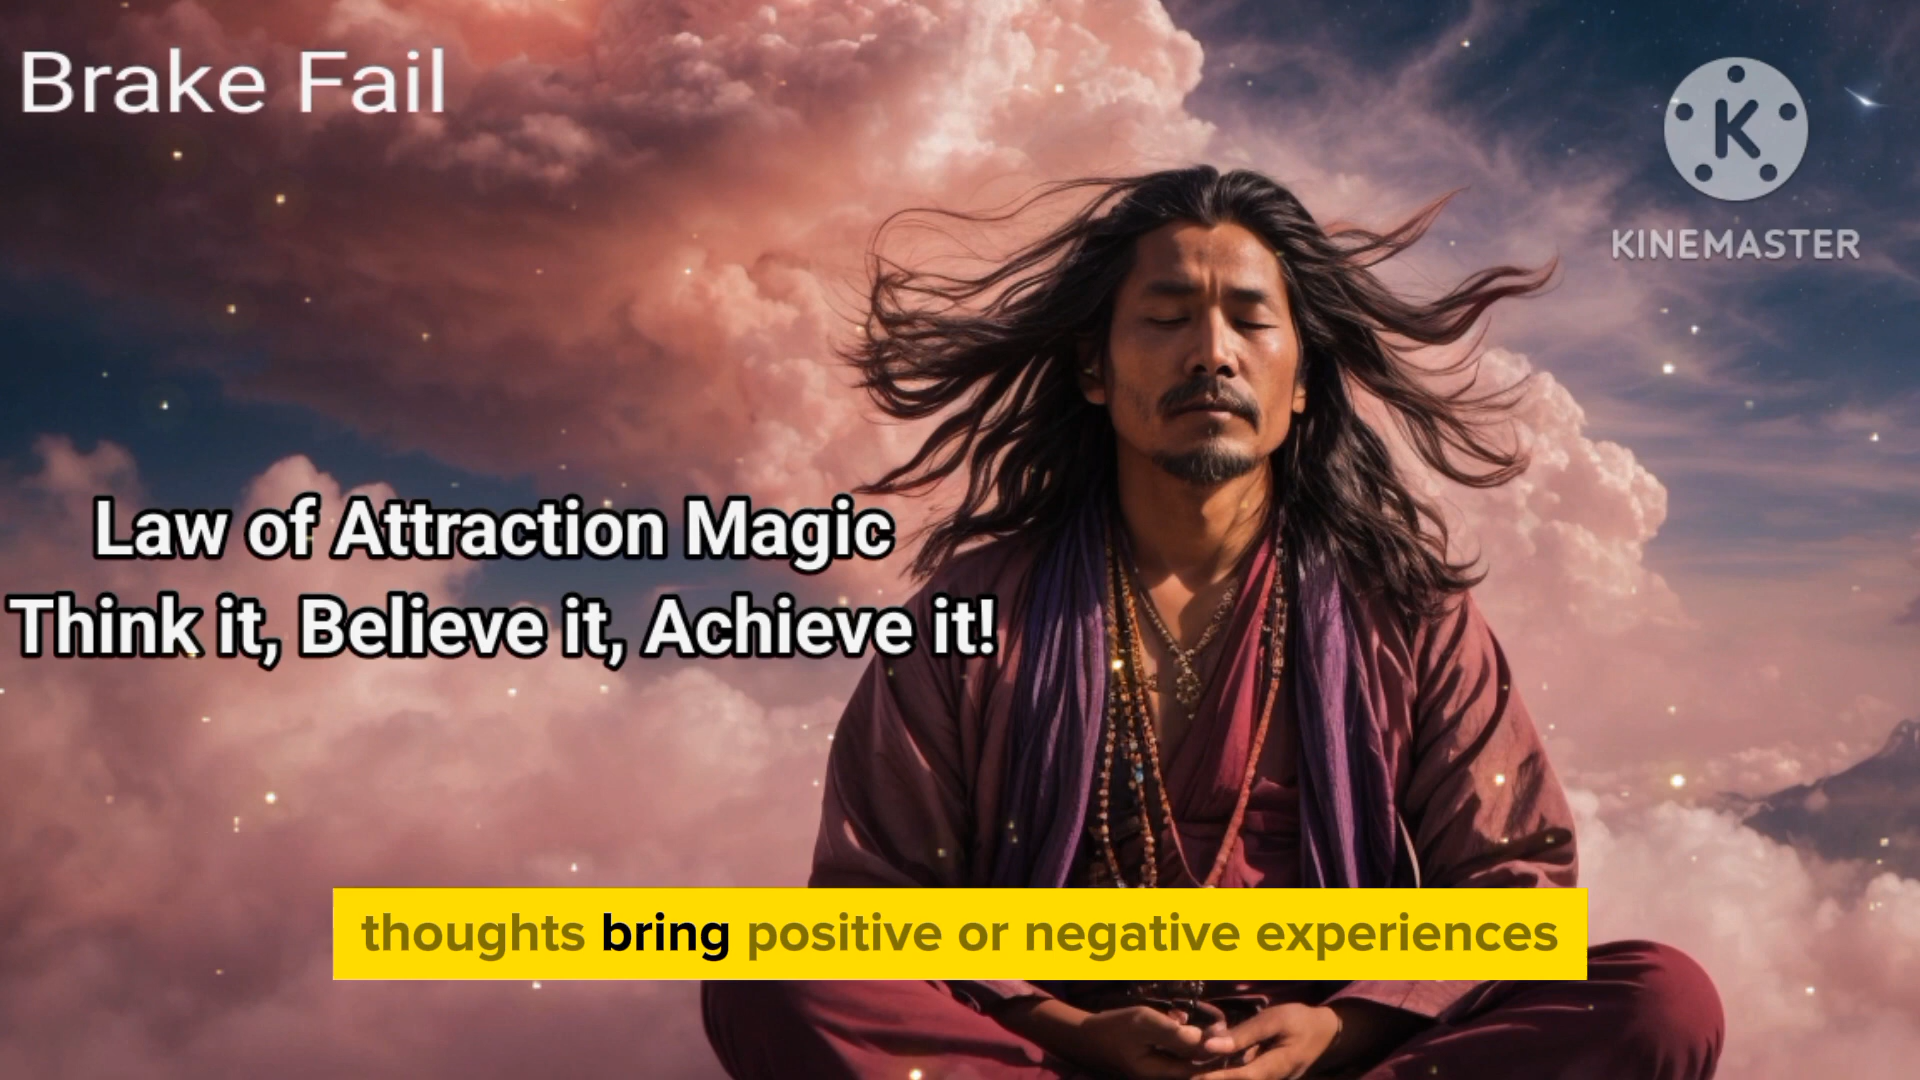 Brake Fail
K
KINEMASTER
Law of Attraction Magic
Think it, Believe it, Achieve it!
thoughts bring positive or negative experiences